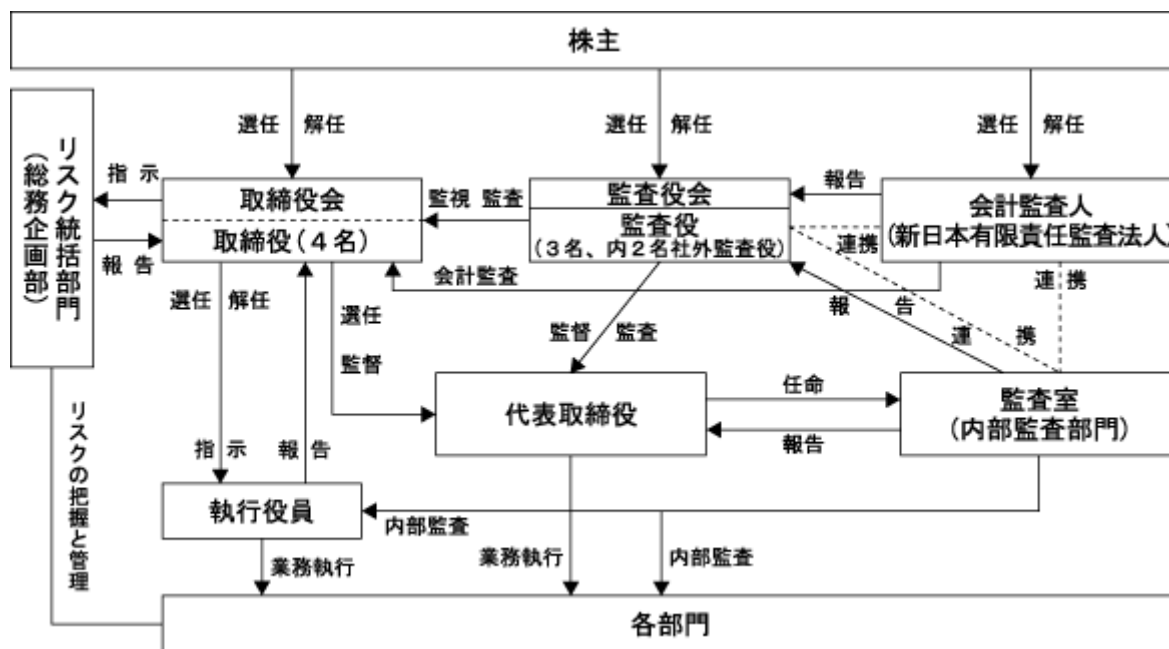 株主
選任 解任
選任 解任
選任 解任
リスク統括部門
(総務企画部)
指示
報告
取締役会
取締役(4名)
監視 監査
監査役会
監査役
(3名、内2名社外監査役)
報告
連携
会計監査人
(新日本有限責任監査法人)
会計監査
連携
選任 解任
選任
監督
監督 監査
報告
連携
代表取締役
任命
報告
監査室
(内部監査部門)
リスクの把握と管理
指示 報告
執行役員
内部監査
業務執行
業務執行
内部監査
各部門